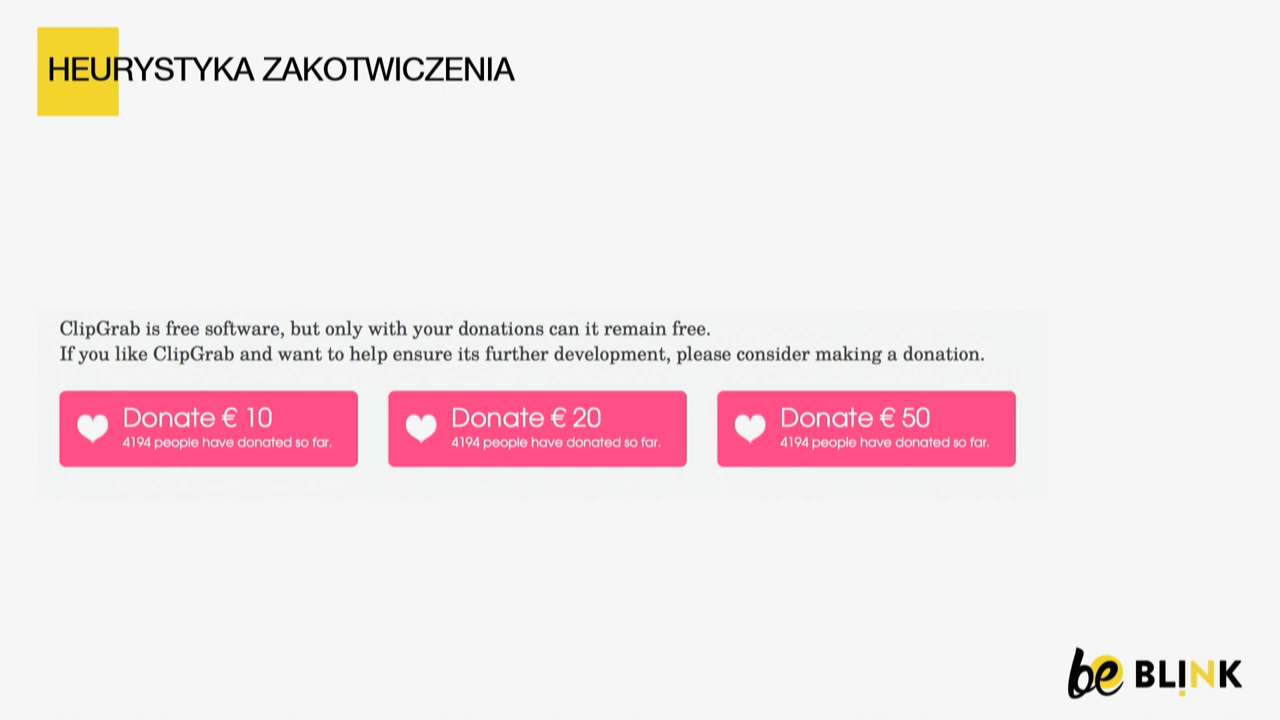 HEURYSTYKA ZAKOTWICZENIA
ClipGrab is free software, but only with your donations can it remain free.
If you like ClipGrab and want to help ensure its further development, please consider making a donation.
Donate € 10
4194 people have donated so far.
Donate € 20
4194 people have donated so far.
Donate € 50
4194 people have donated so far.
be BLINK